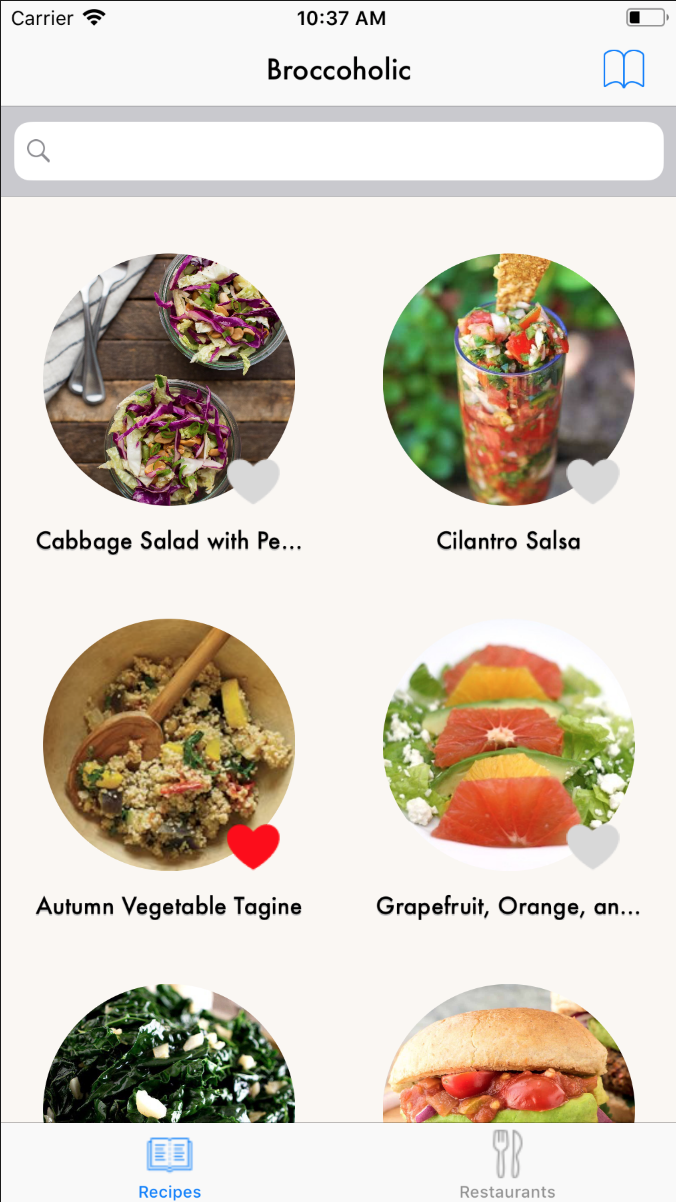 Carrier 10:37 AM
Broccoholic
Cabbage Salad with Pe...
Cilantro Salsa
Autumn Vegetable Tagine
Grapefruit, Orange, an...
Recipes
Restaurants